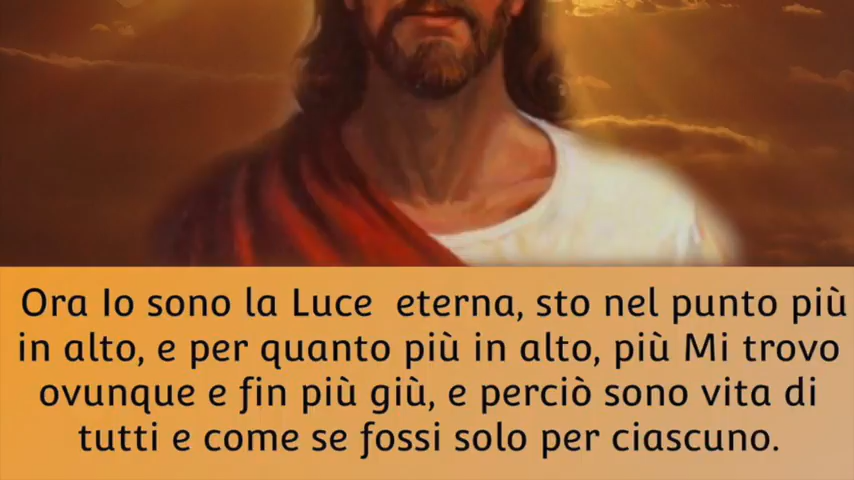 Ora Io sono la Luce eterna, sto nel punto più
in alto, e per quanto più in alto, più Mi trovo
ovunque e fin più giù, e perciò sono vita di
tutti e come se fossi solo per ciascuno.